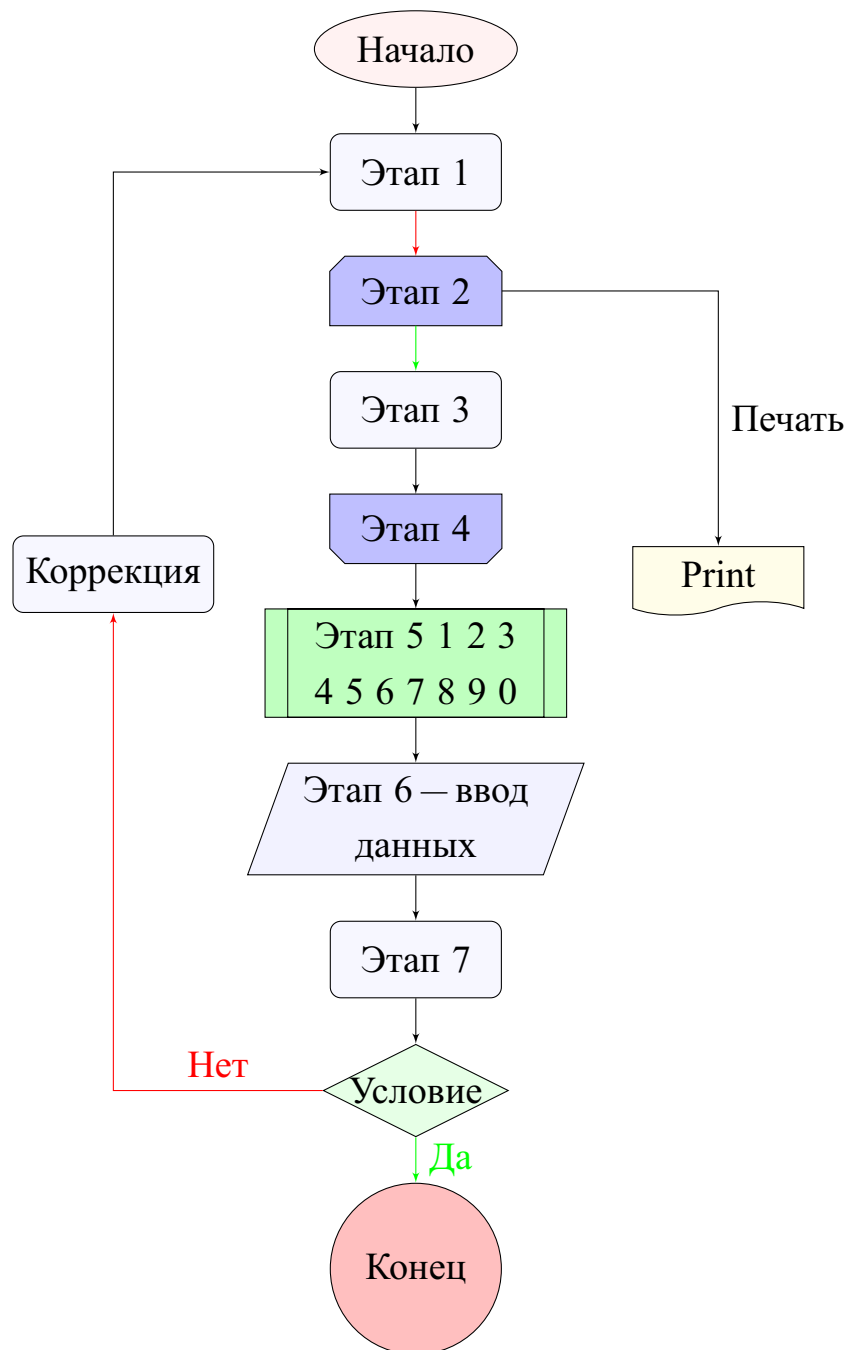 Начало
Этап 1
Этап 2
Этап 3
Печать
Этап 4
Коррекция
Print
Этап 5 1 2 3
4 5 6 7 8 9 0
Этап 6 — ввод
данных
Этап 7
Нет
Условие
Да
Конец